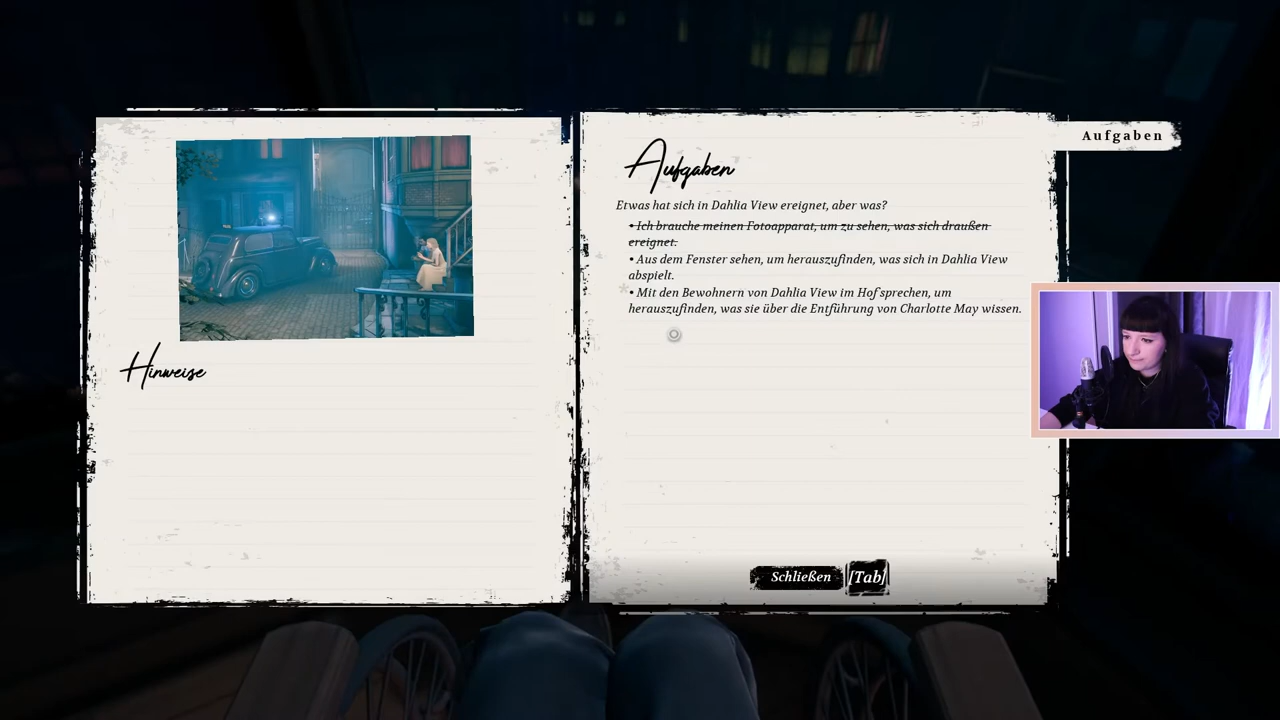 Aufgaben
Aufgaben
Etwas hat sich in Dahlia View ereignet, aber was?
• Ich brauche meinen Fotoapparat, um zu sehen, was sich draußen
ereignet.
• Aus dem Fenster sehen, um herauszufinden, was sich in Dahlia View
abspielt.
• Mit den Bewohnern von Dahlia View im Hof sprechen, um
herauszufinden, was sie über die Entführung von Charlotte May wissen.
Hinweise
Schließen [Tab]